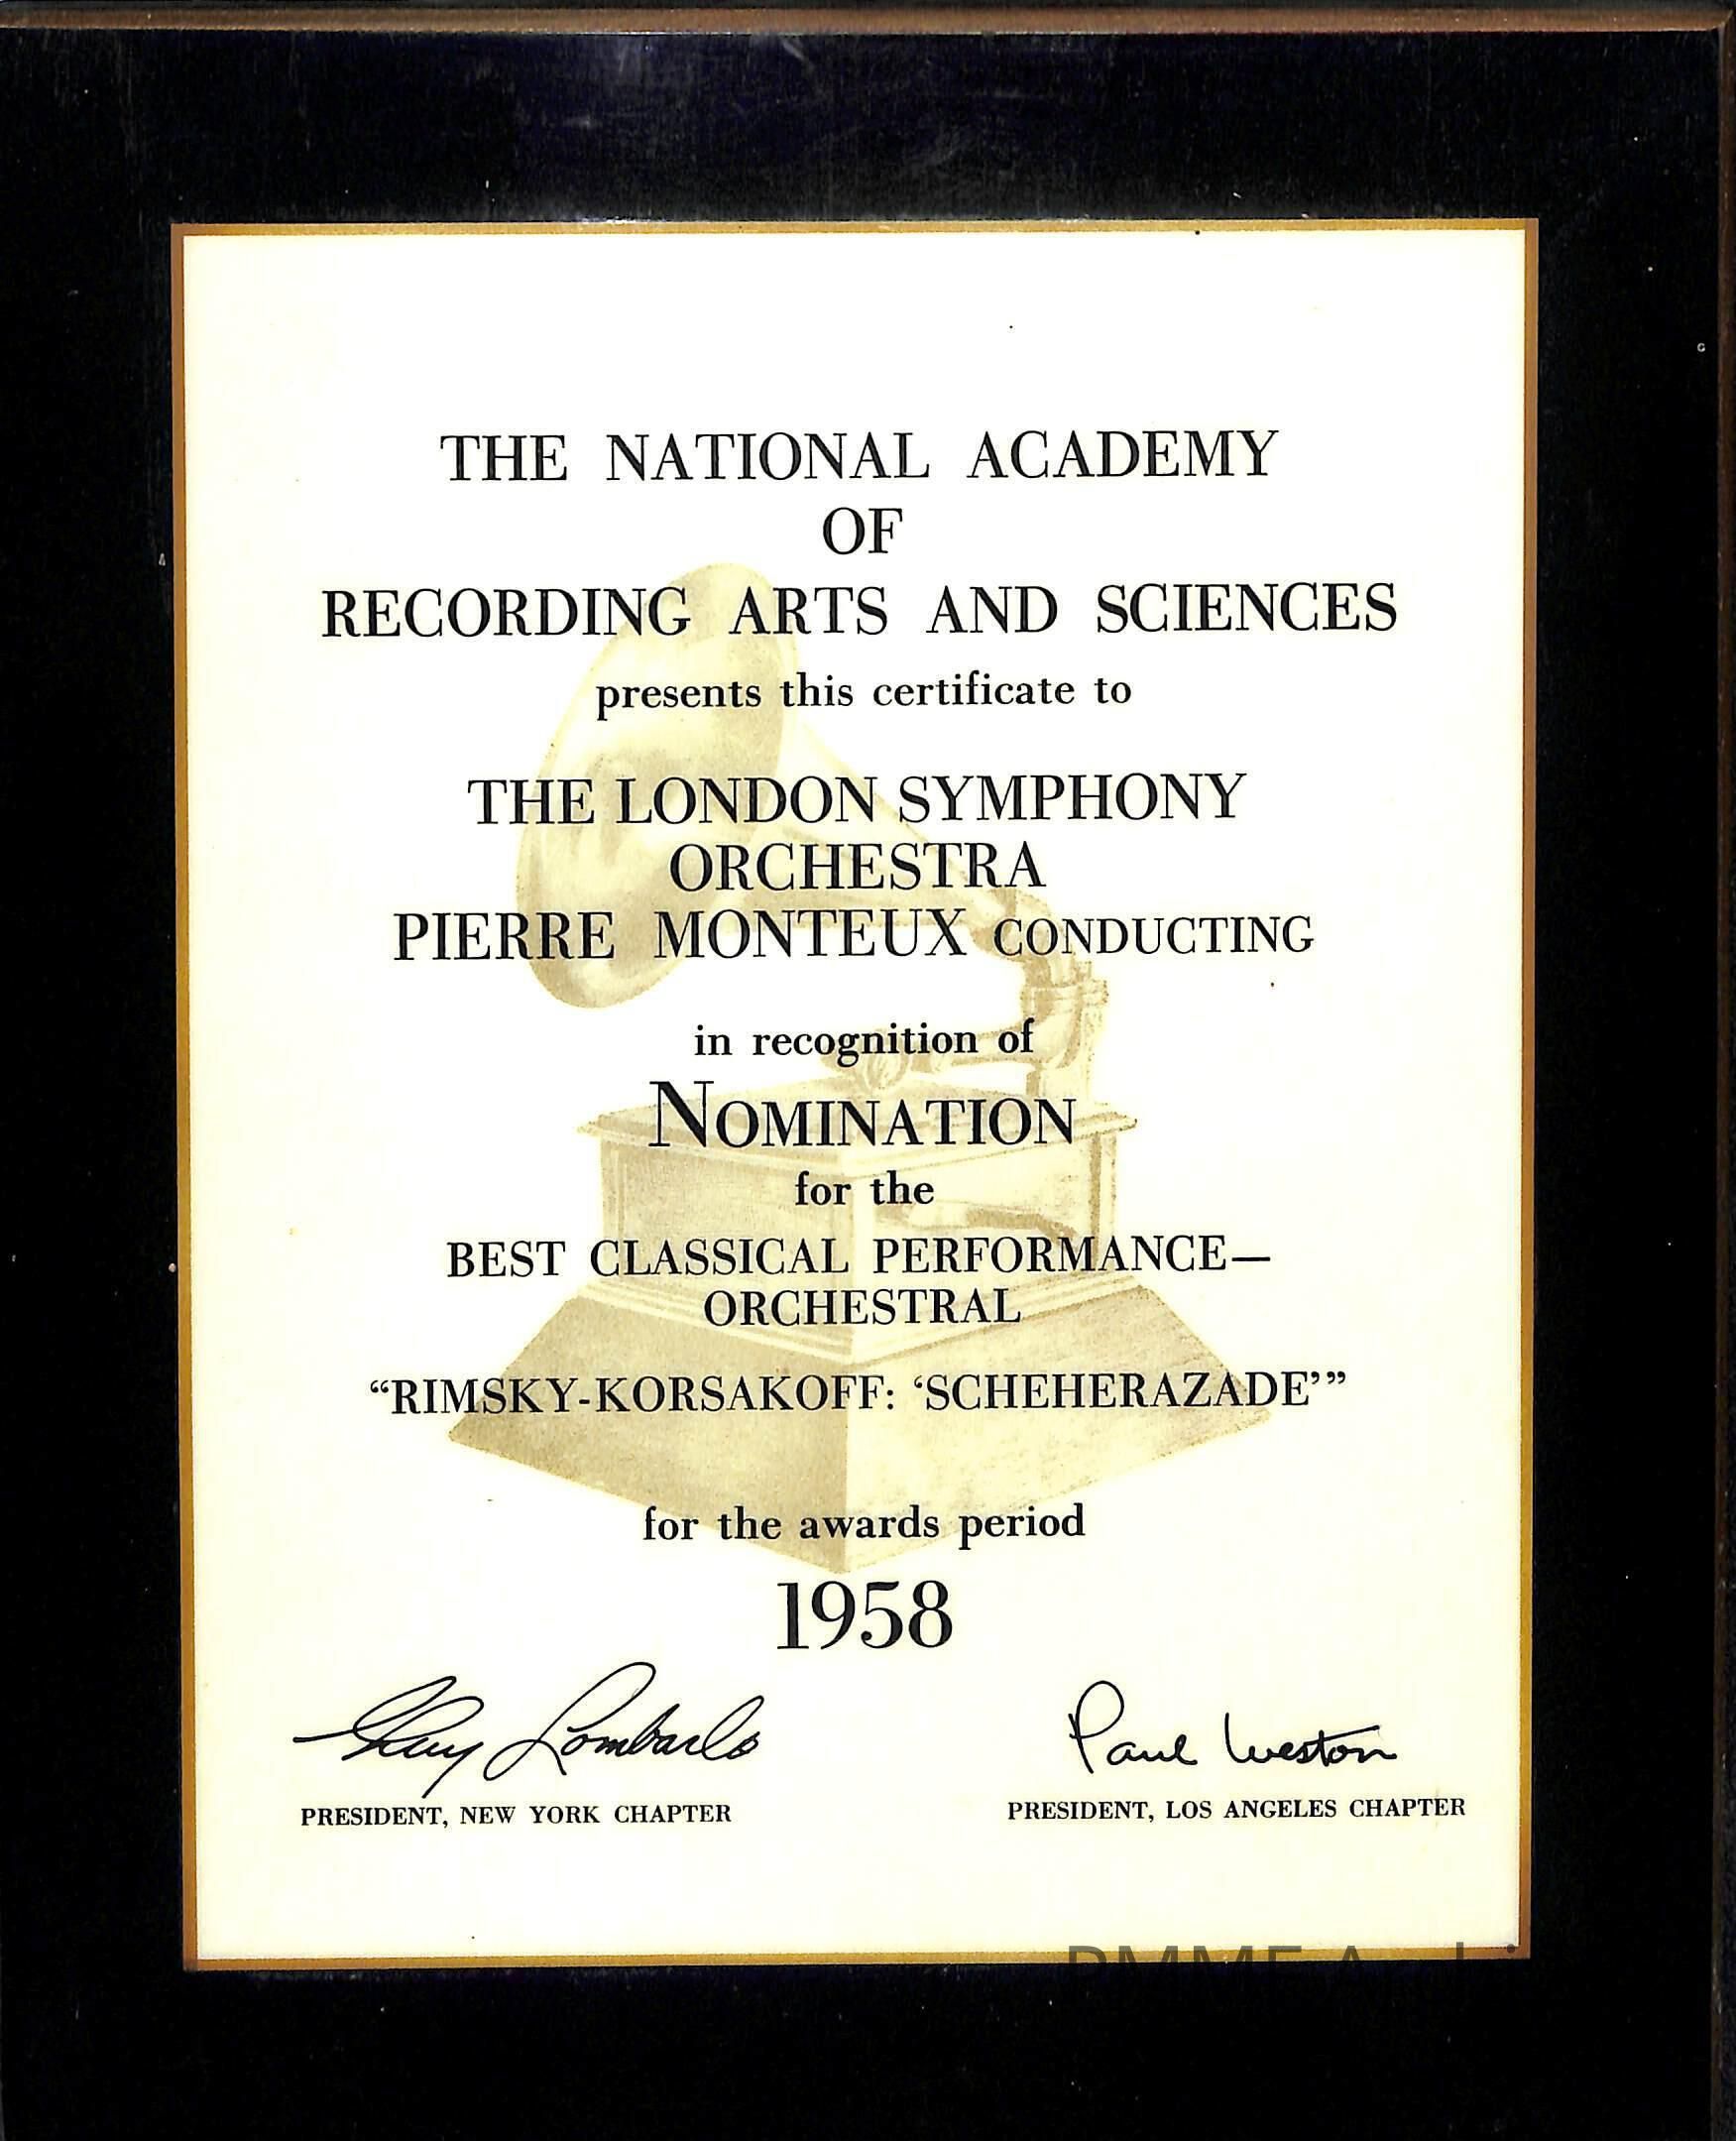 THE NATIONAL ACADEMY
OF
RECORDING ARTS AND SCIENCES
presents this certificate to
THE LONDON SYMPHONY
ORCHESTRA
PIERRE MONTEUX CONDUCTING
in recognition of
NOMINATION
for the
BEST CLASSICAL PERFORMANCE—
ORCHESTRAL
“RIMSKY-KORSAKOFF: ‘SCHEHERAZADE’”
for the awards period
1958
Guy Lombardo
Paul Weston
PRESIDENT, NEW YORK CHAPTER
PRESIDENT, LOS ANGELES CHAPTER